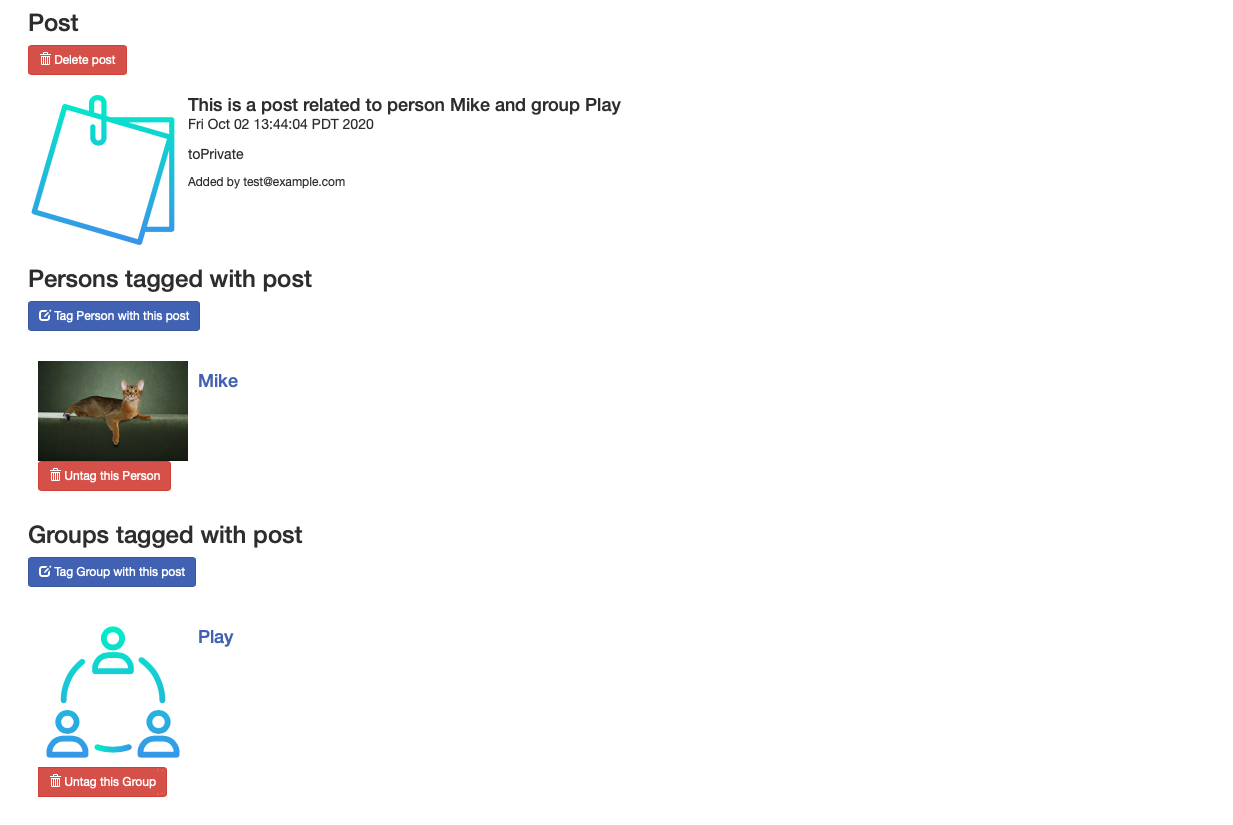 Post
Delete post
This is a post related to person Mike and group Play
Fri Oct 02 13:44:04 PDT 2020
toPrivate
Added by test@example.com
Persons tagged with post
Tag Person with this post
Mike
Untag this Person
Groups tagged with post
Tag Group with this post
Play
Untag this Group